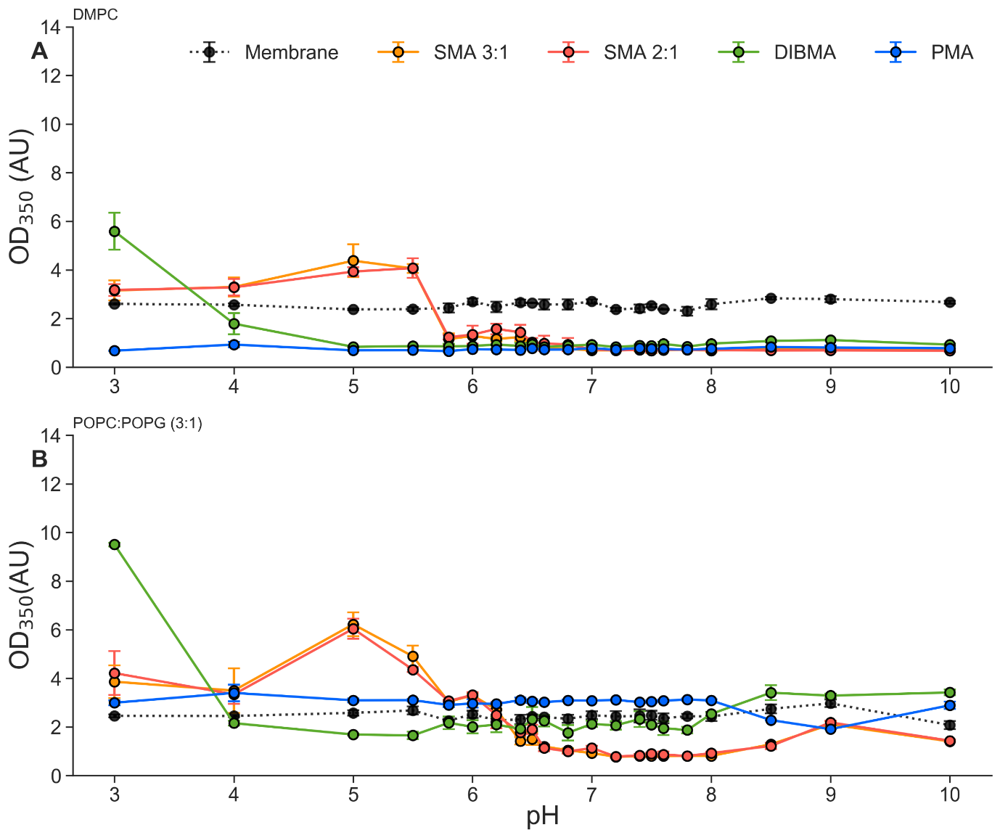 DMPC
A
Membrane SMA 3:1 SMA 2:1 DIBMA PMA
14
12
10
8
6
4
2
0
OD350 (AU)
3 4 5 6 7 8 9 10
POPC:POPG (3:1)
B
14
12
10
8
6
4
2
0
OD350(AU)
3 4 5 6 7 8 9 10
pH